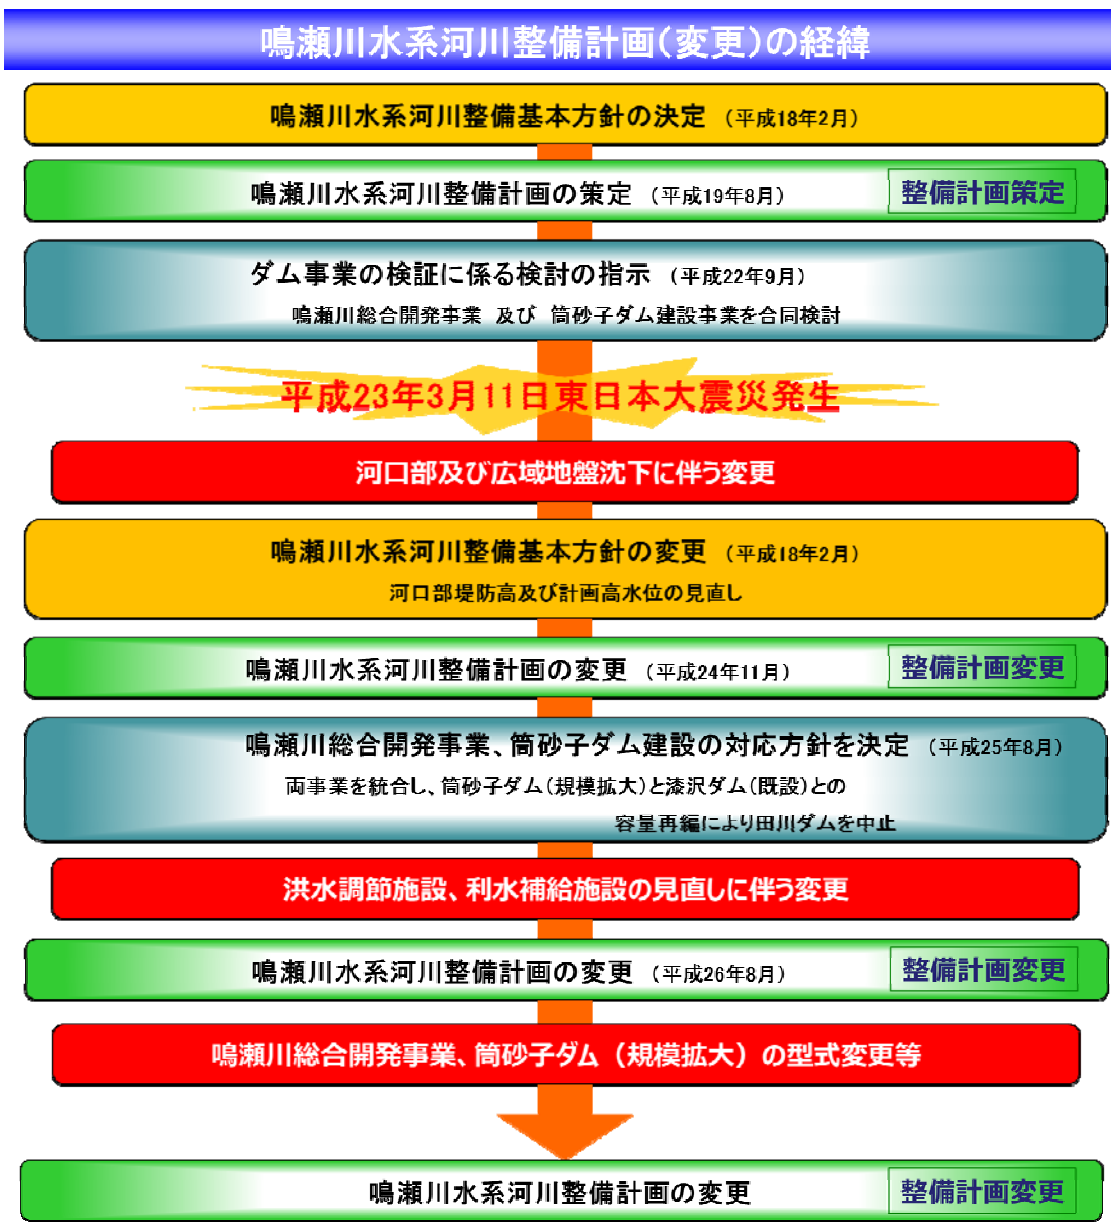 鳴瀬川水系河川整備計画（変更）の経緯
鳴瀬川水系河川整備基本方針の決定 （平成18年2月）
鳴瀬川水系河川整備計画の策定 （平成19年8月） 整備計画策定
ダム事業の検証に係る検討の指示 （平成22年9月）
鳴瀬川総合開発事業 及び 筒砂子ダム建設事業を合同検討
平成23年3月11日東日本大震災発生
河口部及び広域地盤沈下に伴う変更
鳴瀬川水系河川整備基本方針の変更 （平成18年2月）
河口部堤防高及び計画高水位の見直し
鳴瀬川水系河川整備計画の変更 （平成24年11月） 整備計画変更
鳴瀬川総合開発事業、筒砂子ダム建設の対応方針を決定 （平成25年8月）
両事業を統合し、筒砂子ダム（規模拡大）と漆沢ダム（既設）との
容量再編により田川ダムを中止
洪水調節施設、利水補給施設の見直しに伴う変更
鳴瀬川水系河川整備計画の変更 （平成26年8月） 整備計画変更
鳴瀬川総合開発事業、筒砂子ダム（規模拡大）の型式変更等
鳴瀬川水系河川整備計画の変更 整備計画変更